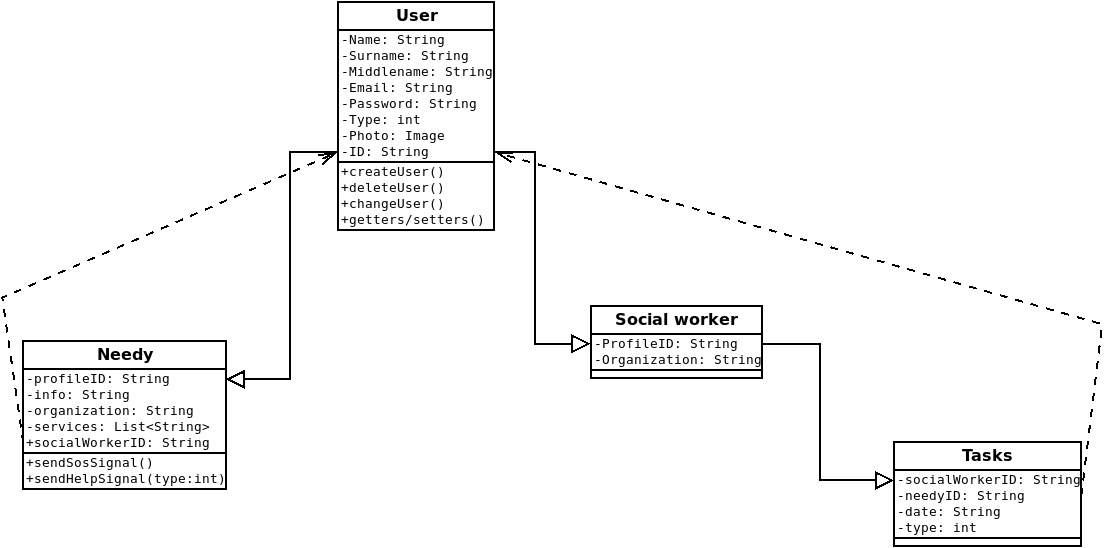 User
-Name: String
-Surname: String
-Middlename: String
-Email: String
-Password: String
-Type: int
-Photo: Image
-ID: String
+createUser()
+deleteUser()
+changeUser()
+getters/setters()
Needy
-profileID: String
-info: String
-organization: String
-services: List<String>
+socialWorkerID: String
+sendSosSignal()
+sendHelpSignal(type:int)
Social worker
-ProfileID: String
-Organization: String
Tasks
-socialWorkerID: String
-needyID: String
-date: String
-type: int